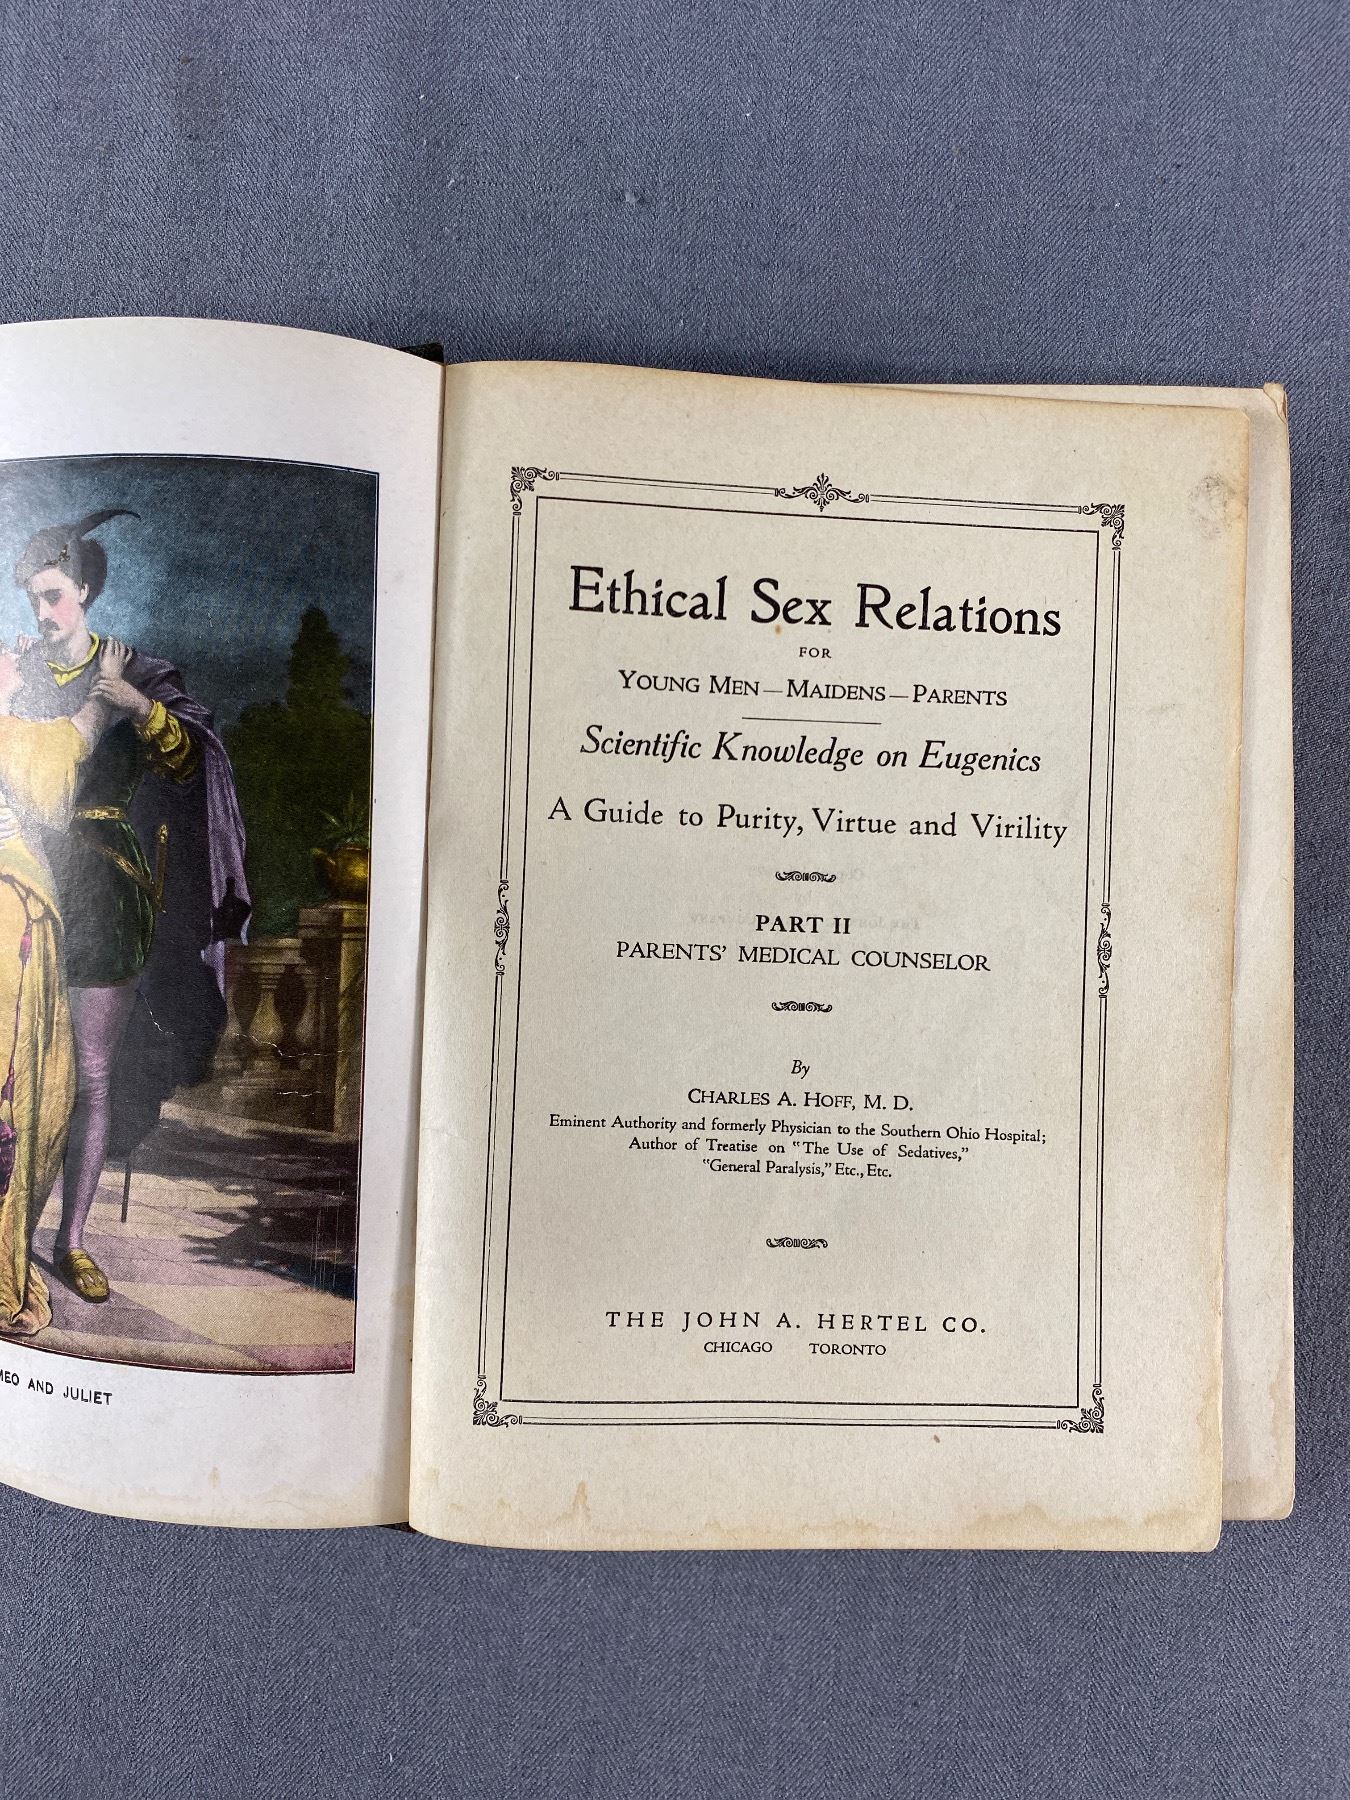 MEO AND JULIET
Ethical Sex Relations
FOR
YOUNG MEN—MAIDENS—PARENTS
Scientific Knowledge on Eugenics
A Guide to Purity, Virtue and Virility
PART II
PARENTS' MEDICAL COUNSELOR
By
CHARLES A. HOFF, M. D.
Eminent Authority and formerly Physician to the Southern Ohio Hospital;
Author of Treatise on "The Use of Sedatives,"
"General Paralysis," Etc., Etc.
THE JOHN A. HERTEL CO.
CHICAGO TORONTO